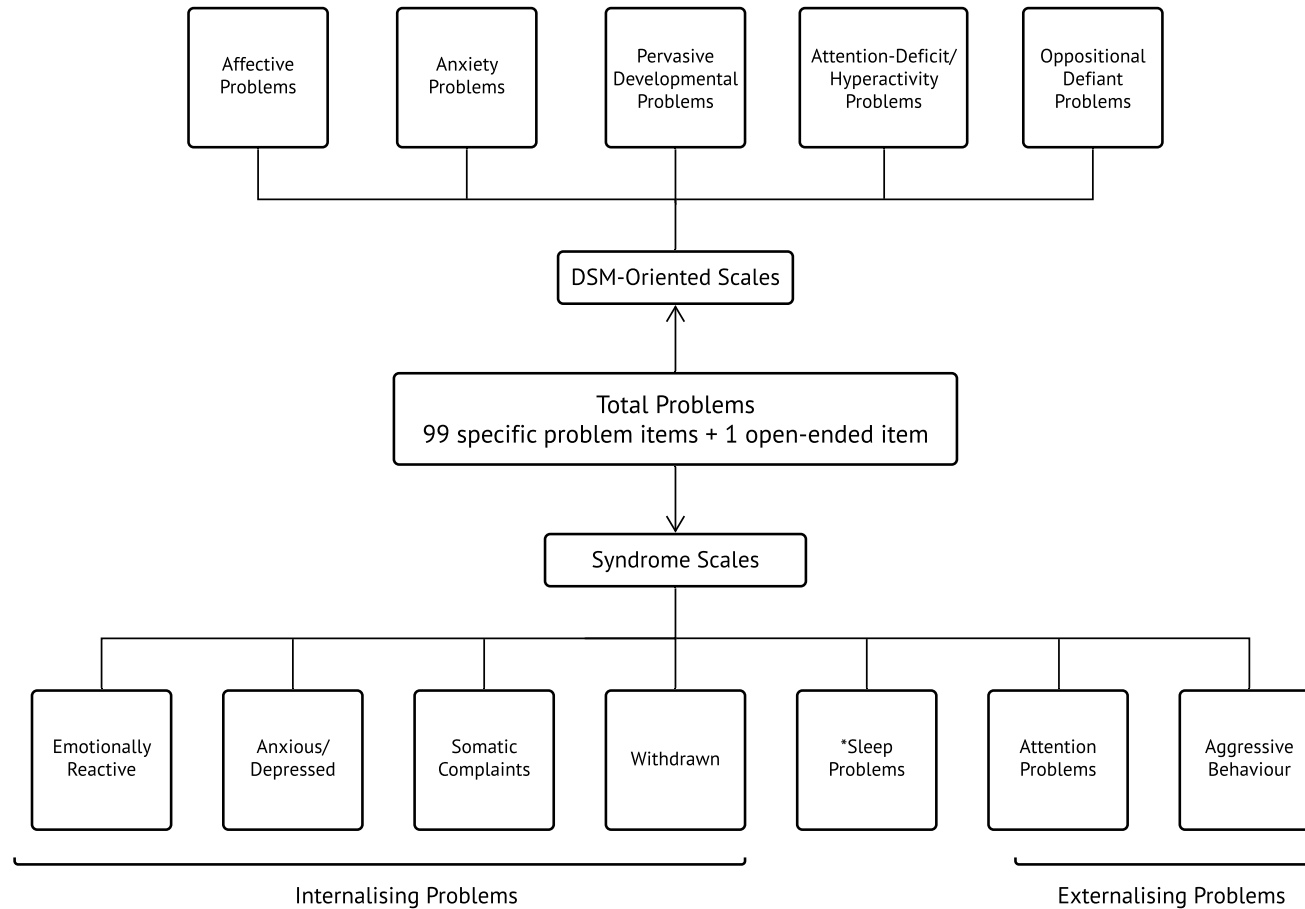 Affective
Problems
Anxiety
Problems
Pervasive
Developmental
Problems
Attention-Deficit/
Hyperactivity
Problems
Oppositional
Defiant
Problems
DSM-Oriented Scales
Total Problems
99 specific problem items + 1 open-ended item
Syndrome Scales
Emotionally
Reactive
Anxious/
Depressed
Somatic
Complaints
Withdrawn
*Sleep
Problems
Attention
Problems
Aggressive
Behaviour
Internalising Problems
Externalising Problems